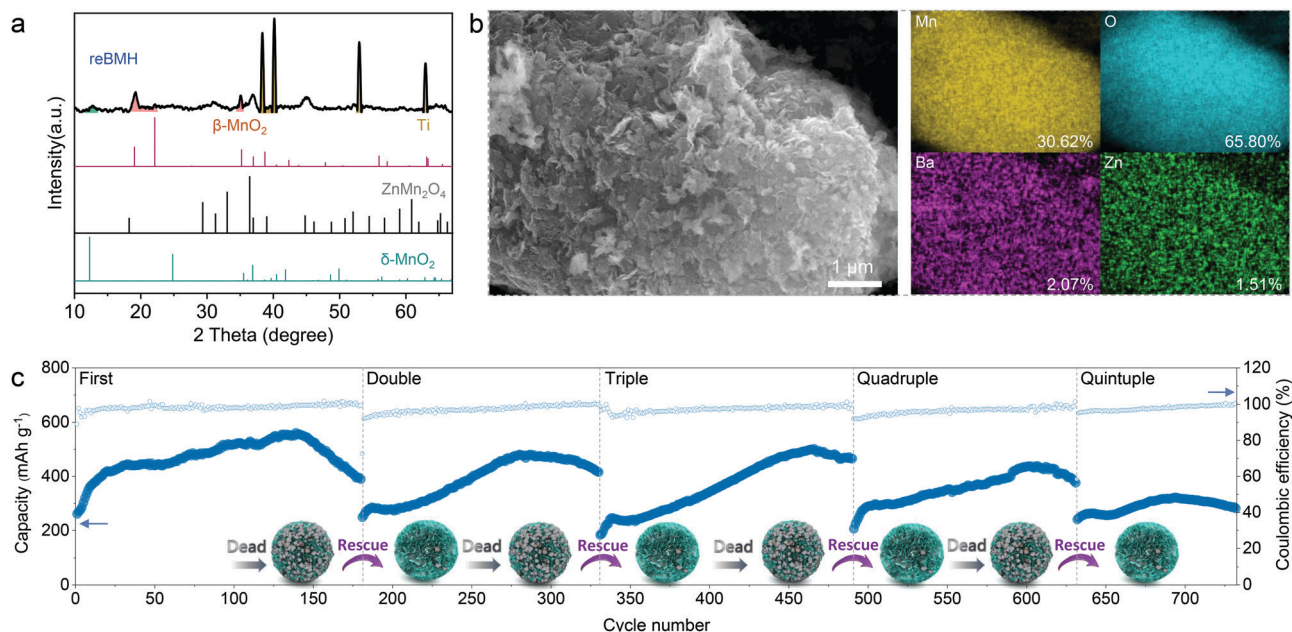 a
reBMH
β-MnO₂
Ti
ZnMn₂O₄
δ-MnO₂
Intensity(a.u.)
10 20 30 40 50 60
2 Theta (degree)
b
1 μm
Mn
30.62%
O
65.80%
Ba
2.07%
Zn
1.51%
c
First Double Triple Quadruple Quintuple
800
600
400
200
0
Capacity (mAh g⁻¹)
120
100
80
60
40
20
0
Coulombic efficiency (%)
Dead Rescue Dead Rescue Dead Rescue Dead Rescue
0 50 100 150 200 250 300 350 400 450 500 550 600 650 700
Cycle number